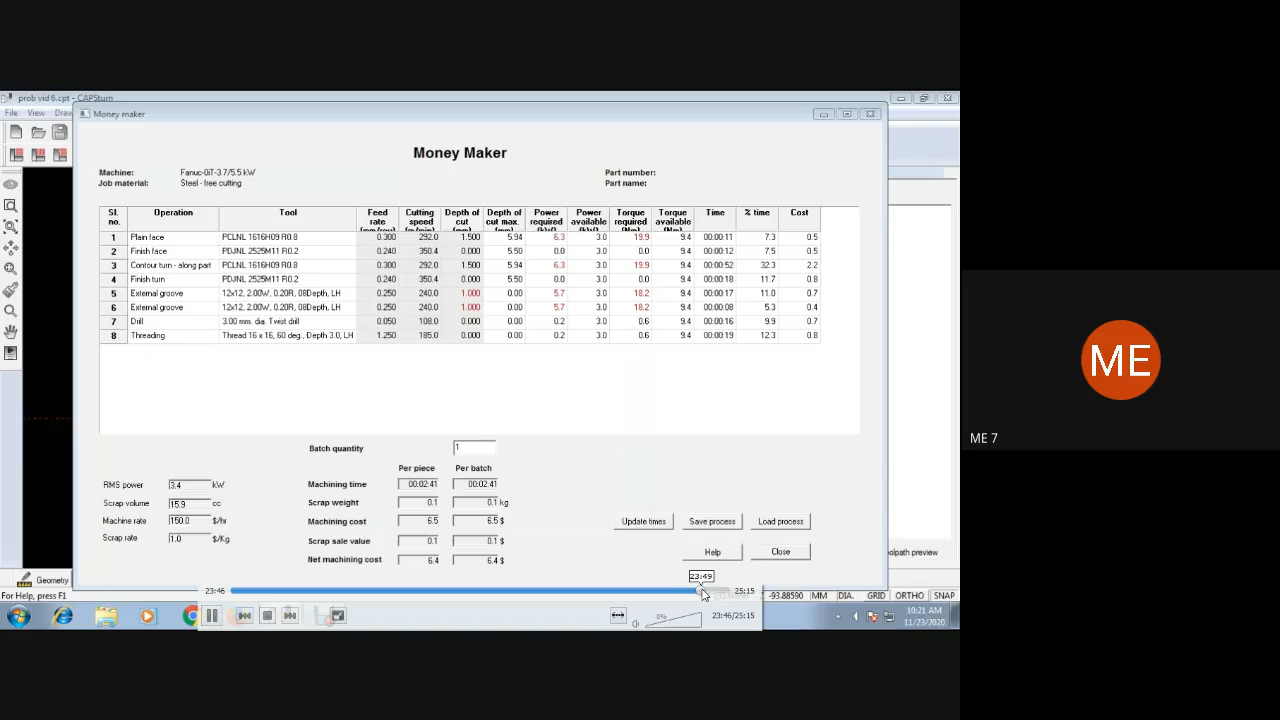 prob vid 6.cpt - CAPSturn
File View Draw
Money maker
Money Maker
Machine: Fanuc-0iT-3.7/5.5 kW Part number:
Job material: Steel - free cutting Part name:
Sl. no. Operation Tool Feed rate (mm/rev) Cutting speed (m/min) Depth of cut (mm) Depth of cut max. (mm) Power required (kW) Power available (kW) Torque required (Nm) Torque available (Nm) Time % time Cost
1 Plain face PCLNL 1616H09 R0.8 0.300 292.0 1.500 5.94 6.3 3.0 19.9 9.4 00:00:11 7.3 0.5
2 Finish face PDJNL 2525M11 R0.2 0.240 350.4 0.000 5.50 0.0 3.0 0.0 9.4 00:00:12 7.5 0.5
3 Contour turn - along part PCLNL 1616H09 R0.8 0.300 292.0 1.500 5.94 6.3 3.0 19.9 9.4 00:00:52 32.3 2.2
4 Finish turn PDJNL 2525M11 R0.2 0.240 350.4 0.000 5.50 0.0 3.0 0.0 9.4 00:00:18 11.7 0.8
5 External groove 12x12, 2.00W, 0.20R, 08Depth, LH 0.250 240.0 1.000 0.00 5.7 3.0 18.2 9.4 00:00:17 11.0 0.7
6 External groove 12x12, 2.00W, 0.20R, 08Depth, LH 0.250 240.0 1.000 0.00 5.7 3.0 18.2 9.4 00:00:08 5.3 0.4
7 Drill 3.00 mm. dia. Twist drill 0.050 108.0 0.000 0.00 0.2 3.0 0.6 9.4 00:00:16 9.9 0.7
8 Threading Thread 16 x 16, 60 deg., Depth 3.0, LH 1.250 185.0 0.000 0.00 0.2 3.0 0.6 9.4 00:00:19 12.3 0.8
Batch quantity 1
Per piece Per batch
RMS power 3.4 kW Machining time 00:02:41 00:02:41
Scrap volume 15.9 cc Scrap weight 0.1 0.1 kg
Machine rate 150.0 $/hr Machining cost 6.5 6.5 $
Scrap rate 1.0 $/Kg Scrap sale value 0.1 0.1 $
Net machining cost 6.4 6.4 $
Update times Save process Load process
Help Close
olpath preview
Geometry
23:49
23:46 25:15
For Help, press F1 -93.88590 MM DIA. GRID ORTHO SNAP
0% 23:46/25:15
10:21 AM
11/23/2020
ME
ME 7